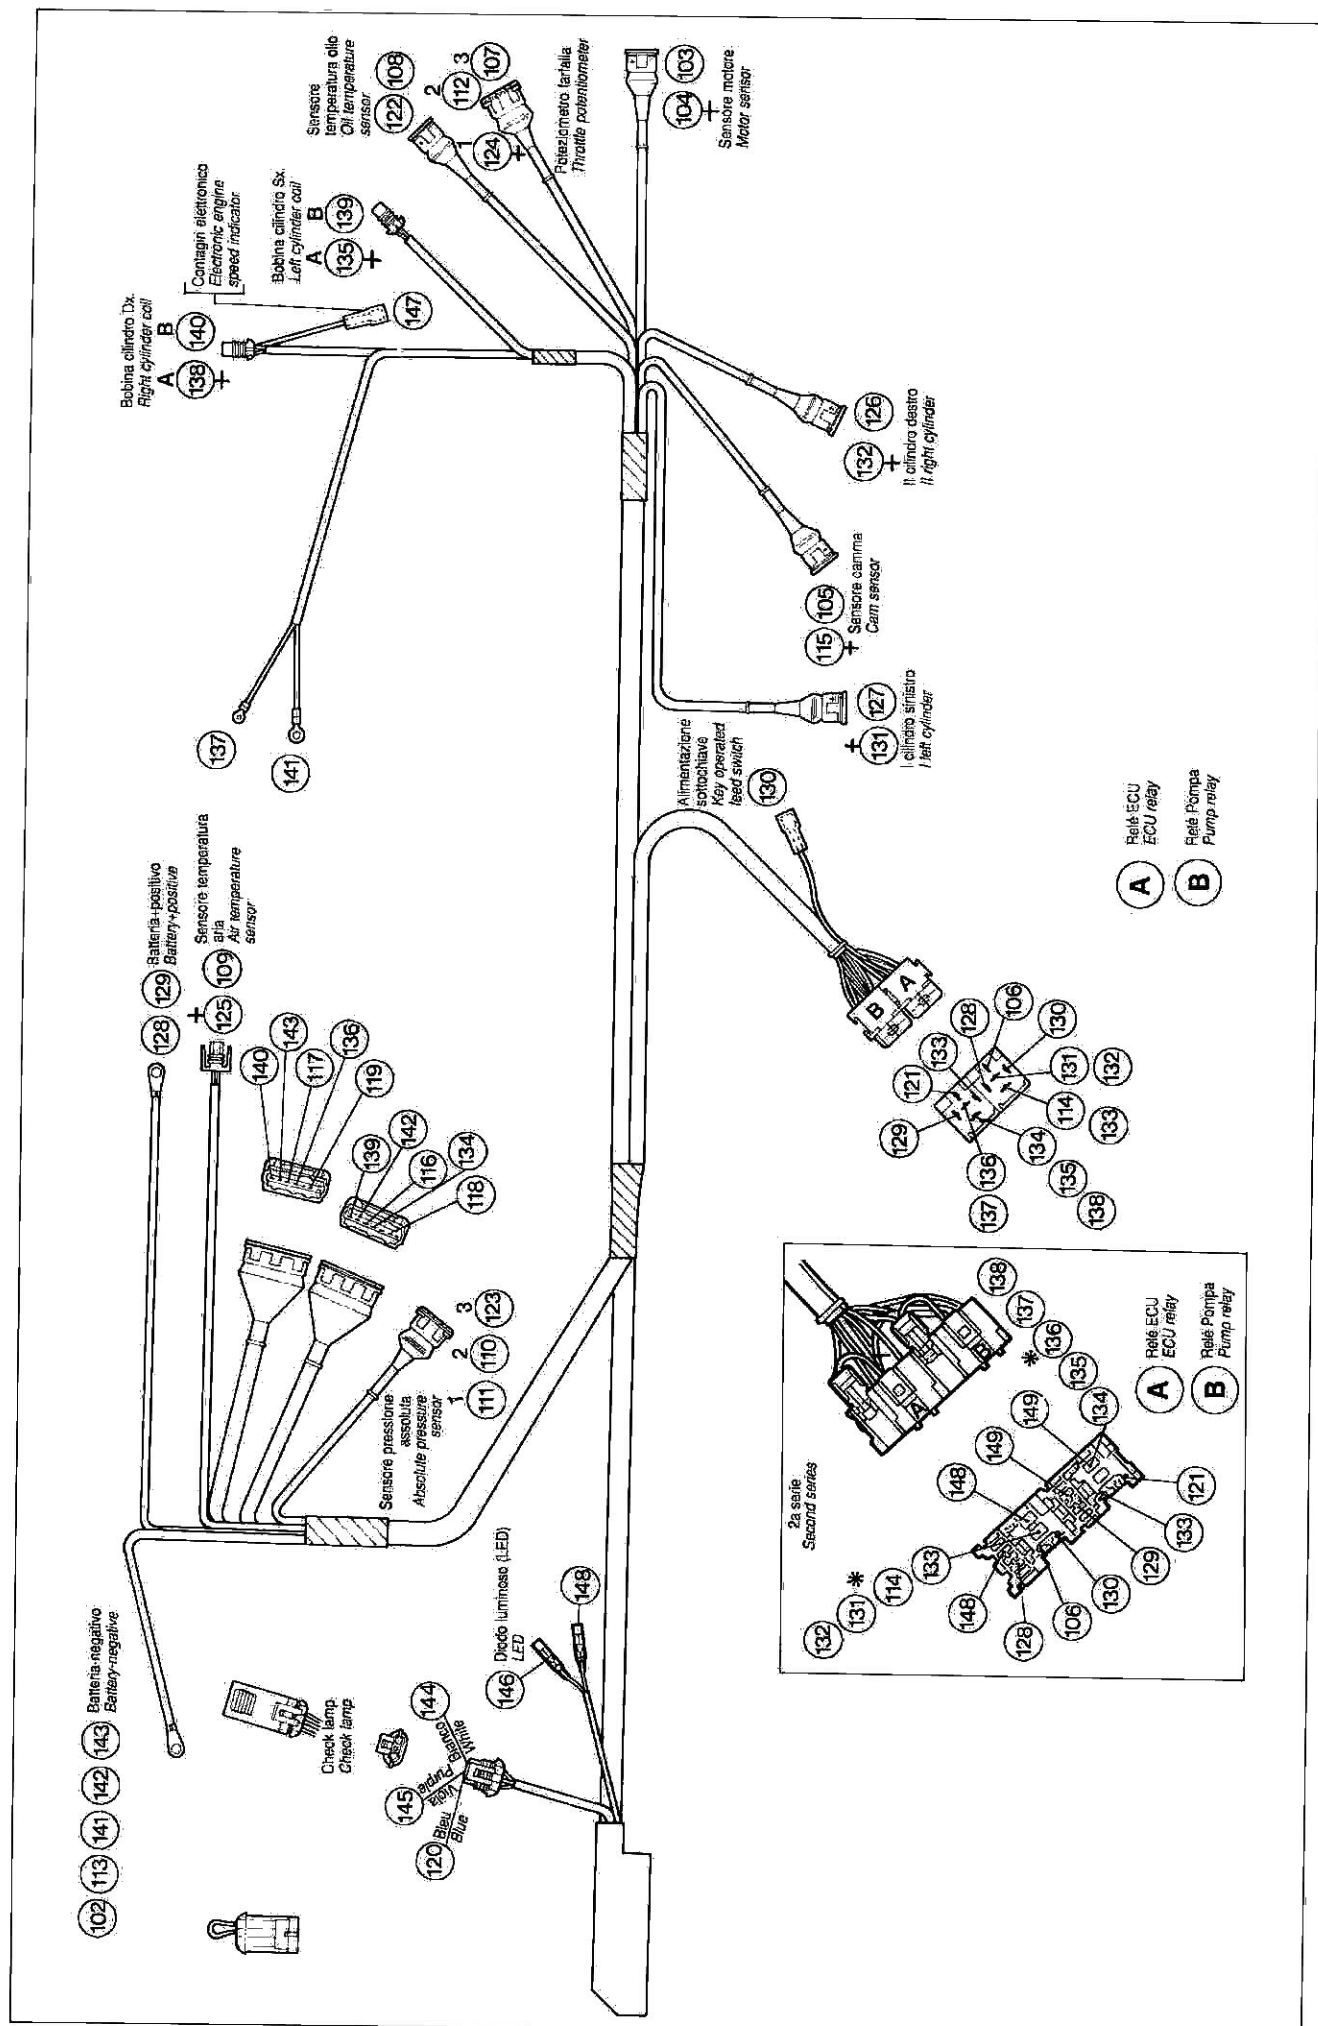 Sensore
temperatura olio
Oil temperature
sensor
122 108
1 2 3
124 112 107
+
Poteziometro farfalla
Throttle potentiometer
104 103
+
Sensore motore
Motor sensor
Contagiri elettronico
Electronic engine
speed indicator
147
Bobina cilindro Sx.
Left cylinder coil
A B
135 139
+
Bobina cilindro Dx.
Right cylinder coil
A B
138 140
+
137
141
132 126
+
II cilindro destro
II right cylinder
115 105
+
Sensore camma
Cam sensor
131 127
+
I cilindro sinistro
I left cylinder
Alimentazione
sottochiave
Key operated
feed switch
130
B A
A
Relé ECU
ECU relay
B
Relé Pompa
Pump relay
128 129
Batteria+positivo
Battery+positive
+
125 109
Sensore temperatura
aria
Air temperature
sensor
140
143
117
136
119
139
142
116
134
118
Sensore pressione
assoluta
Absolute pressure
sensor
1 2 3
111 110 123
129
121
133
128
106
130
131 132
114 133
134 135 138
136 137
102 113 141 142 143
Batteria-negativo
Battery-negative
Check lamp
Check lamp
145
Viola
Purple
144
Bianco
White
120
Bleu
Blue
146 148
Diodo luminoso (LED)
LED
2a serie
Second series
A
B
132
131 *
114
133
148
149
149
134
135
* 136
137
138
148
128
106
130
129
133
121
A
Relé ECU
ECU relay
B
Relé Pompa
Pump relay